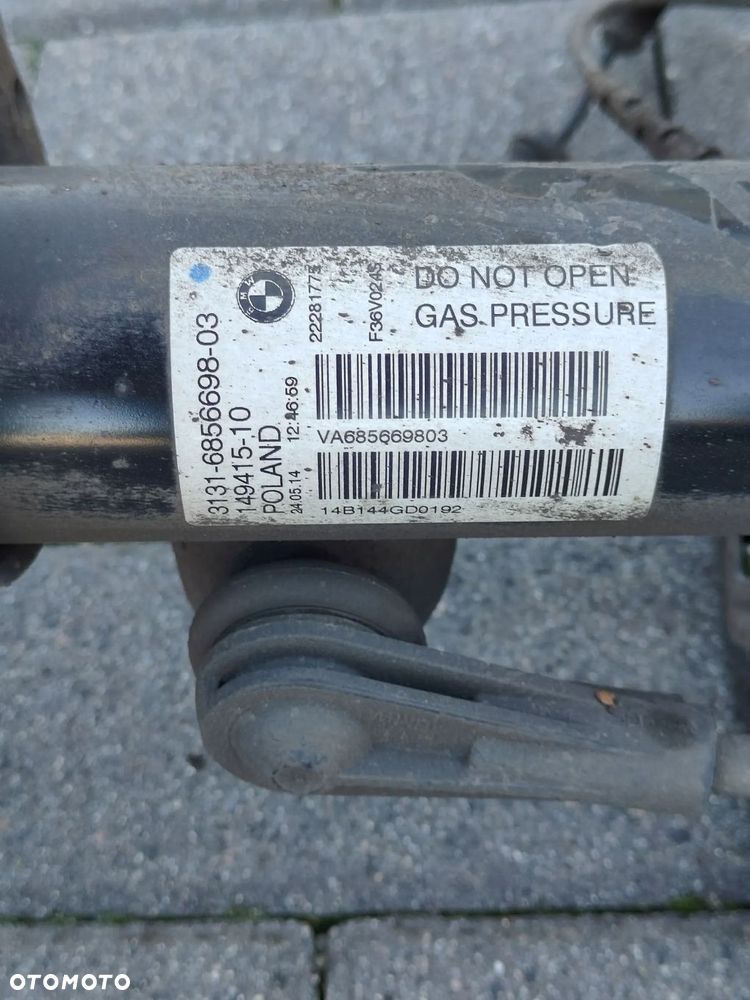 DO NOT OPEN
GAS PRESSURE
3131-6856698-03
149415-10
POLAND
24.05.14 12:46:59
22281775
F36V024S
VA685669803
14B144GD0192
OTOMOTO